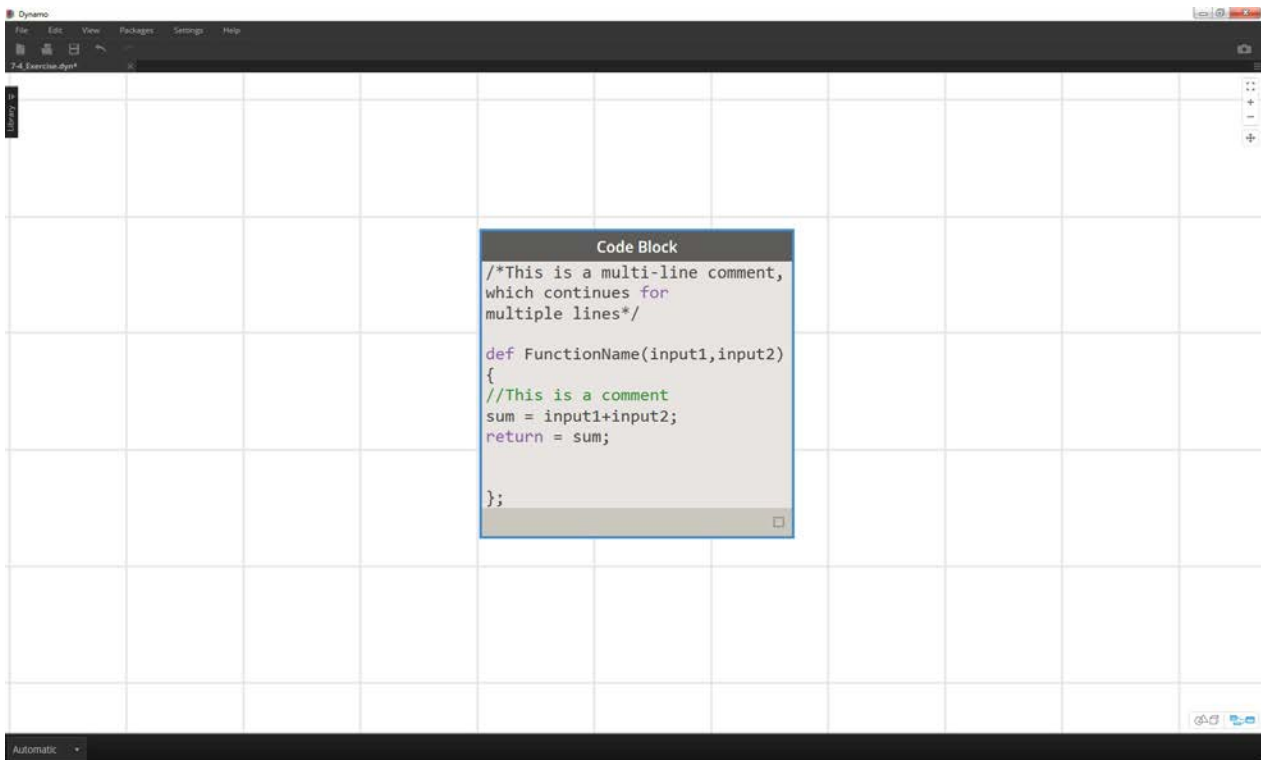 Dynamo
File Edit View Packages Settings Help
7-4_Exercise.dyn*
Library
Code Block
/*This is a multi-line comment,
which continues for
multiple lines*/
def FunctionName(input1,input2)
{
//This is a comment
sum = input1+input2;
return = sum;
};
Automatic